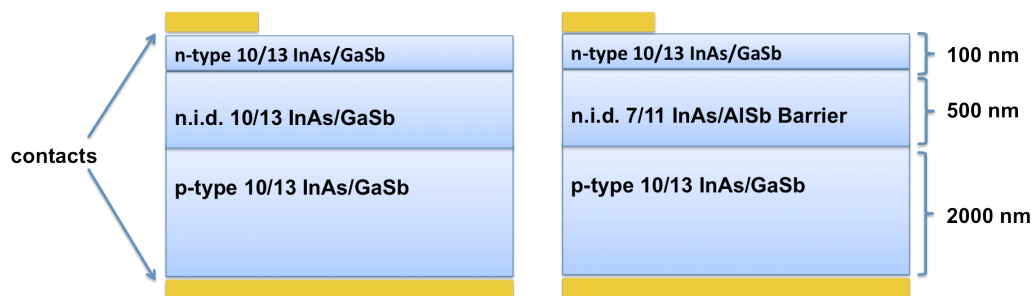 n-type 10/13 InAs/GaSb
n.i.d. 10/13 InAs/GaSb
p-type 10/13 InAs/GaSb
contacts
n-type 10/13 InAs/GaSb
n.i.d. 7/11 InAs/AlSb Barrier
p-type 10/13 InAs/GaSb
100 nm
500 nm
2000 nm